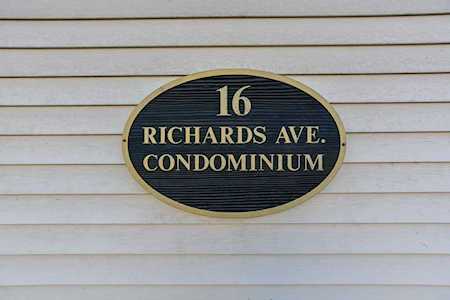 16
RICHARDS AVE.
CONDOMINIUM